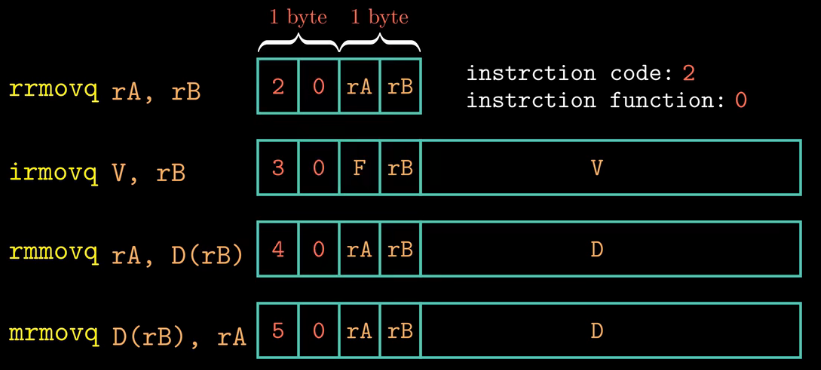 1 byte 1 byte
rrmovq rA, rB 2 0 rA rB
instrction code: 2
instrction function: 0
irmovq V, rB 3 0 F rB V
rmmovq rA, D(rB) 4 0 rA rB D
mrmovq D(rB), rA 5 0 rA rB D